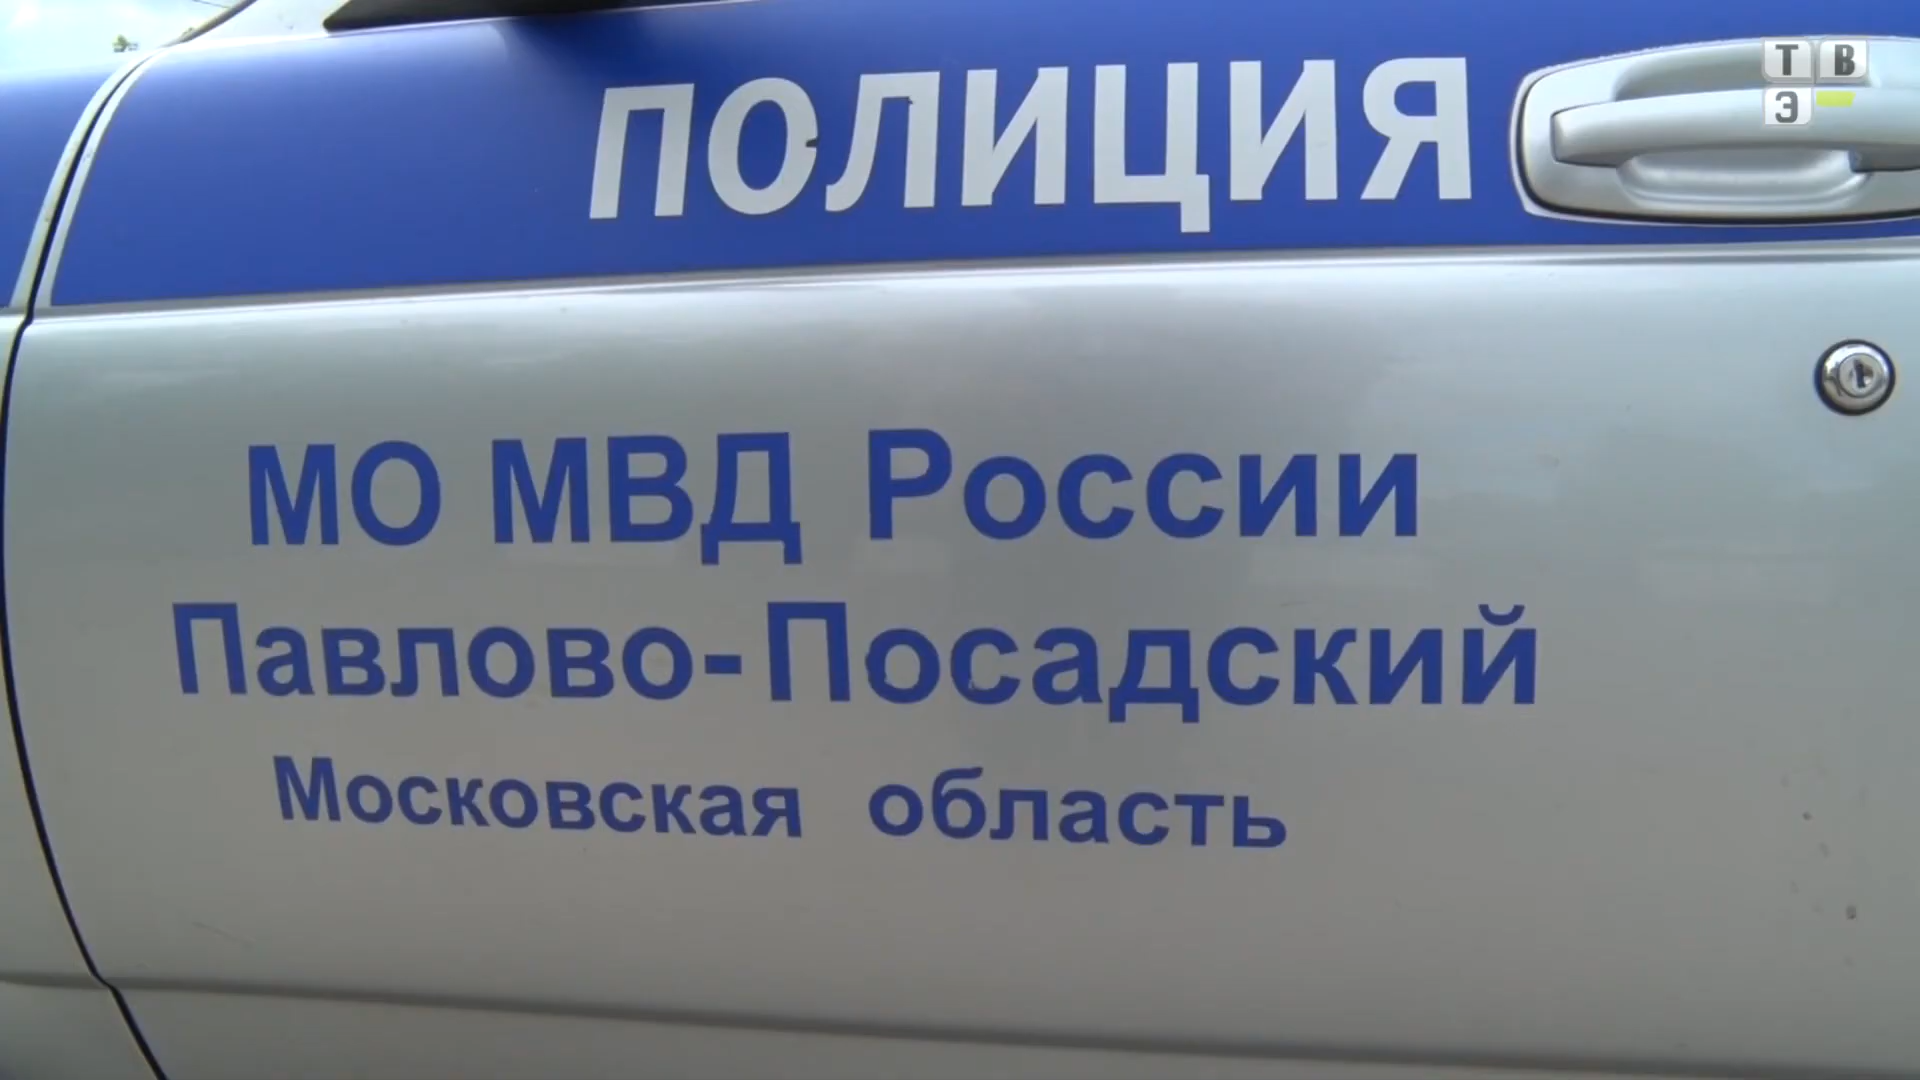 ПОЛИЦИЯ
ТВ
Э
МО МВД России
Павлово-Посадский
Московская область